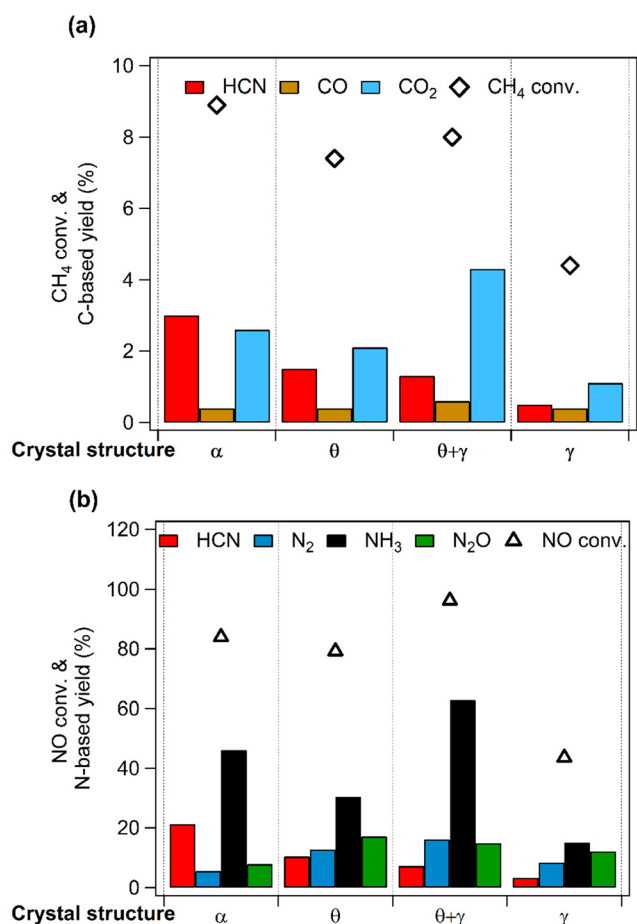 (a)
10
8
6
4
2
0
CH₄ conv. &
C-based yield (%)
HCN CO CO₂ CH₄ conv.
Crystal structure α θ θ+γ γ
(b)
120
100
80
60
40
20
0
NO conv. &
N-based yield (%)
HCN N₂ NH₃ N₂O NO conv.
Crystal structure α θ θ+γ γ